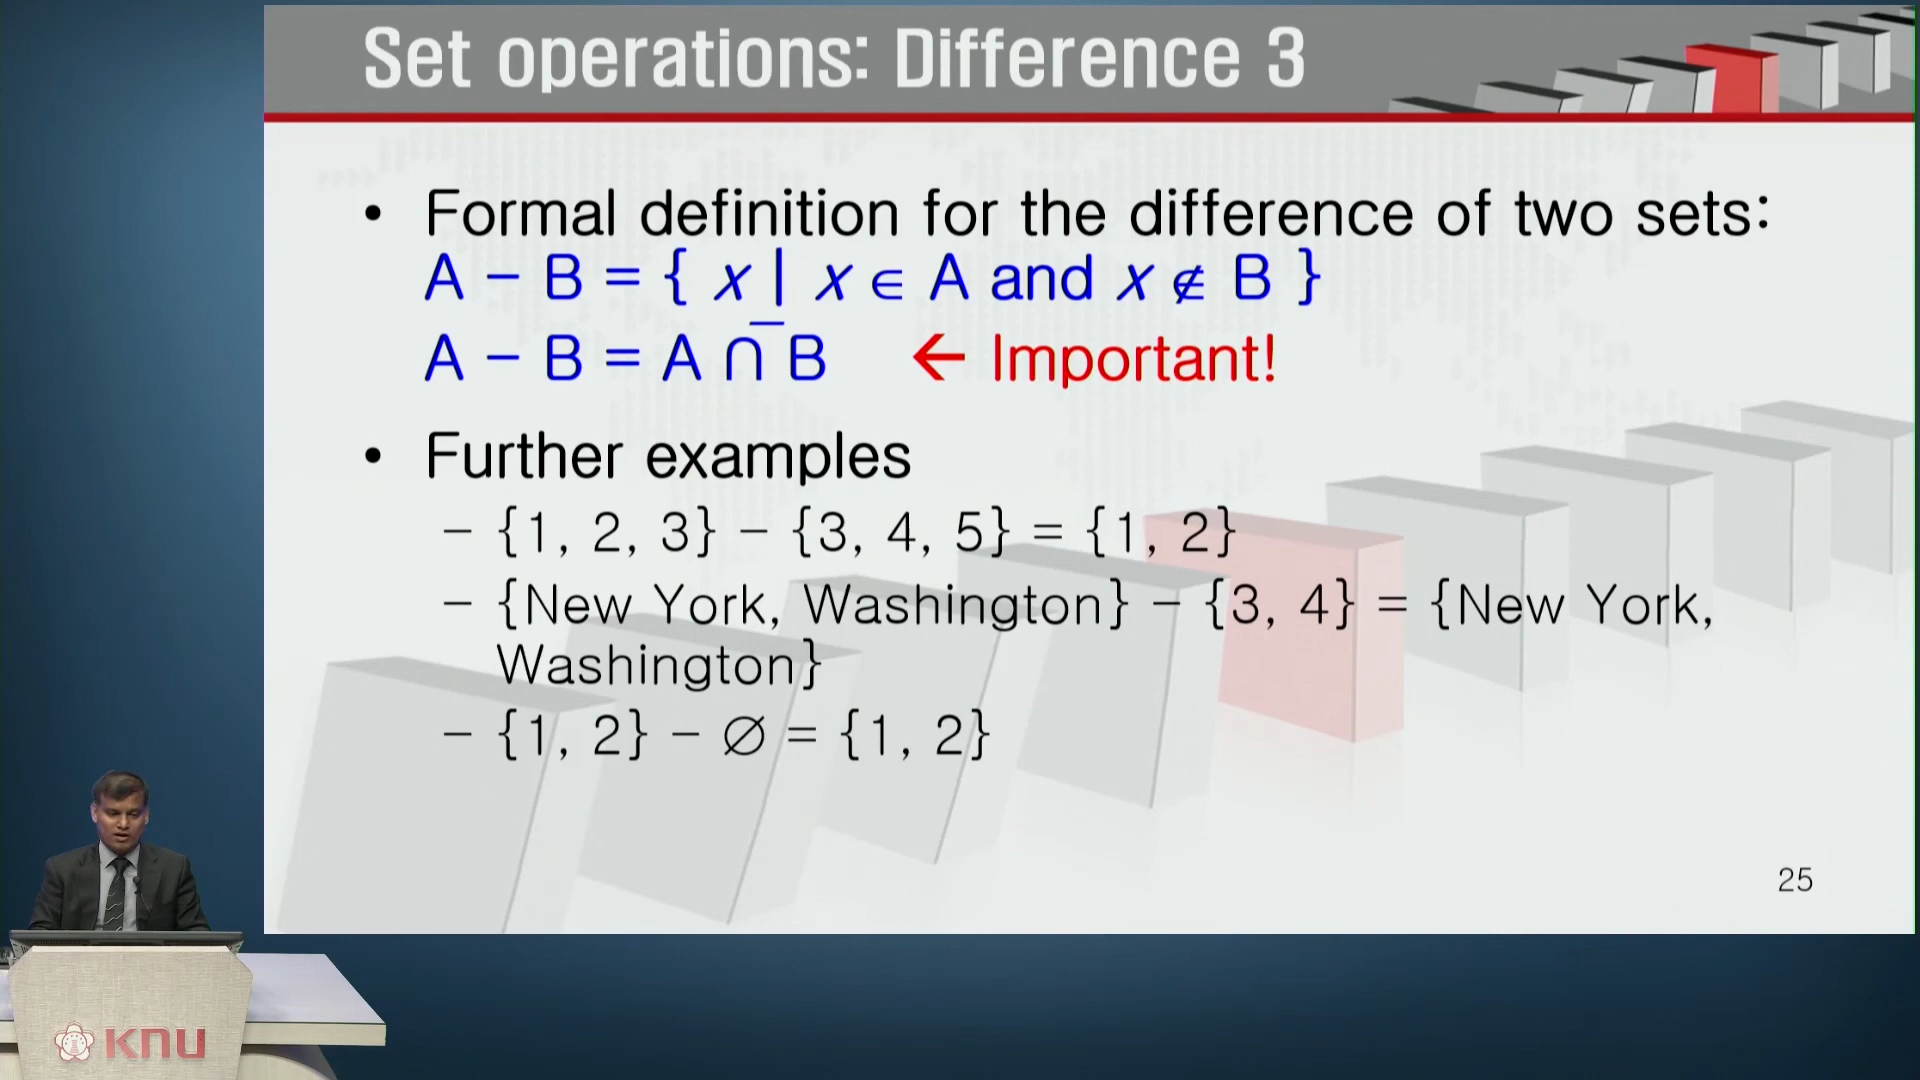 Set operations: Difference 3
• Formal definition for the difference of two sets:
A – B = { x | x ∈ A and x ∉ B }
A – B = A ∩ B̅ ← Important!
• Further examples
– {1, 2, 3} – {3, 4, 5} = {1, 2}
– {New York, Washington} – {3, 4} = {New York,
Washington}
– {1, 2} – ∅ = {1, 2}
25
KNU